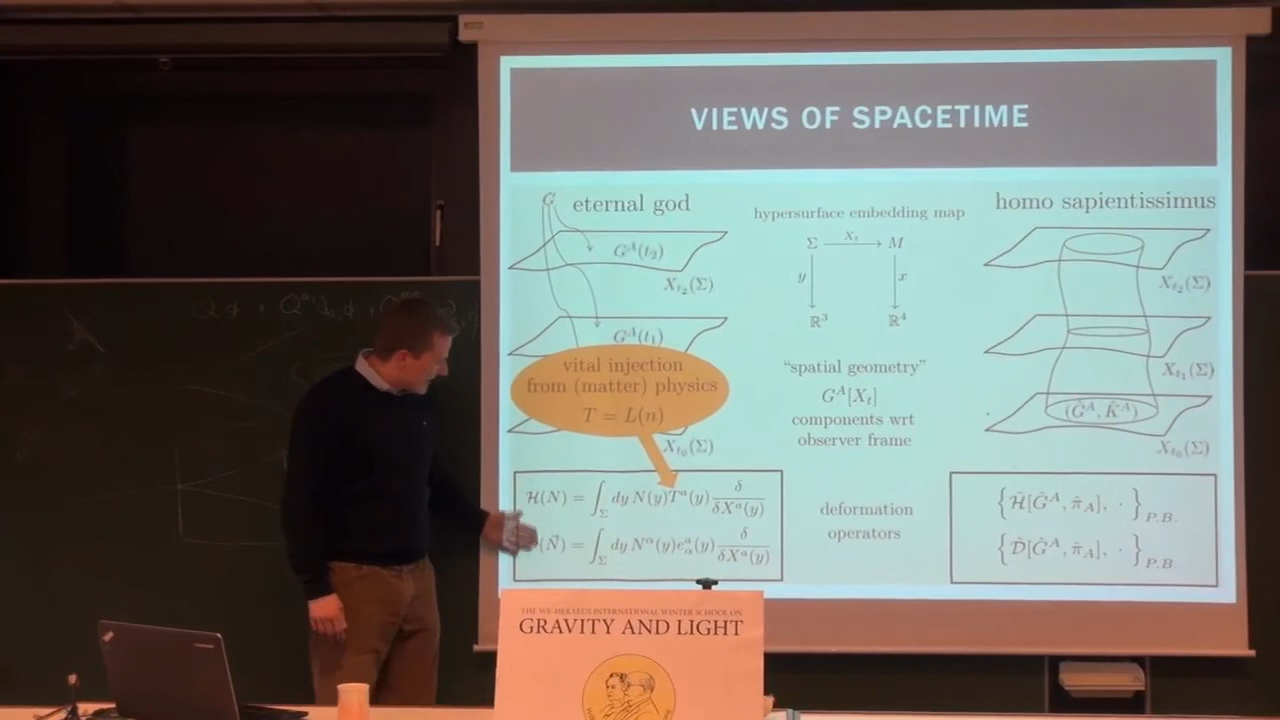 VIEWS OF SPACETIME
G eternal god
G^A(t_2)
X_{t_2}(Σ)
G^A(t_1)
vital injection
from (matter) physics
T = L(n)
X_{t_0}(Σ)
H(N) = ∫_Σ dy N(y)T^a(y) δ/δX^a(y)
(N⃗) = ∫_Σ dy N^α(y)e^a_α(y) δ/δX^a(y)
hypersurface embedding map
Σ X_t M
y x
ℝ^3 ℝ^4
"spatial geometry"
G^A[X_t]
components wrt
observer frame
deformation
operators
homo sapientissimus
X_{t_2}(Σ)
X_{t_1}(Σ)
(Ĝ^A, K̂^A)
X_{t_0}(Σ)
{Ĥ[Ĝ^A, π̂_A], ·}_{P.B.}
{D̂[Ĝ^A, π̂_A], ·}_{P.B.}
THE WE-HERAEUS INTERNATIONAL WINTER SCHOOL ON
GRAVITY AND LIGHT